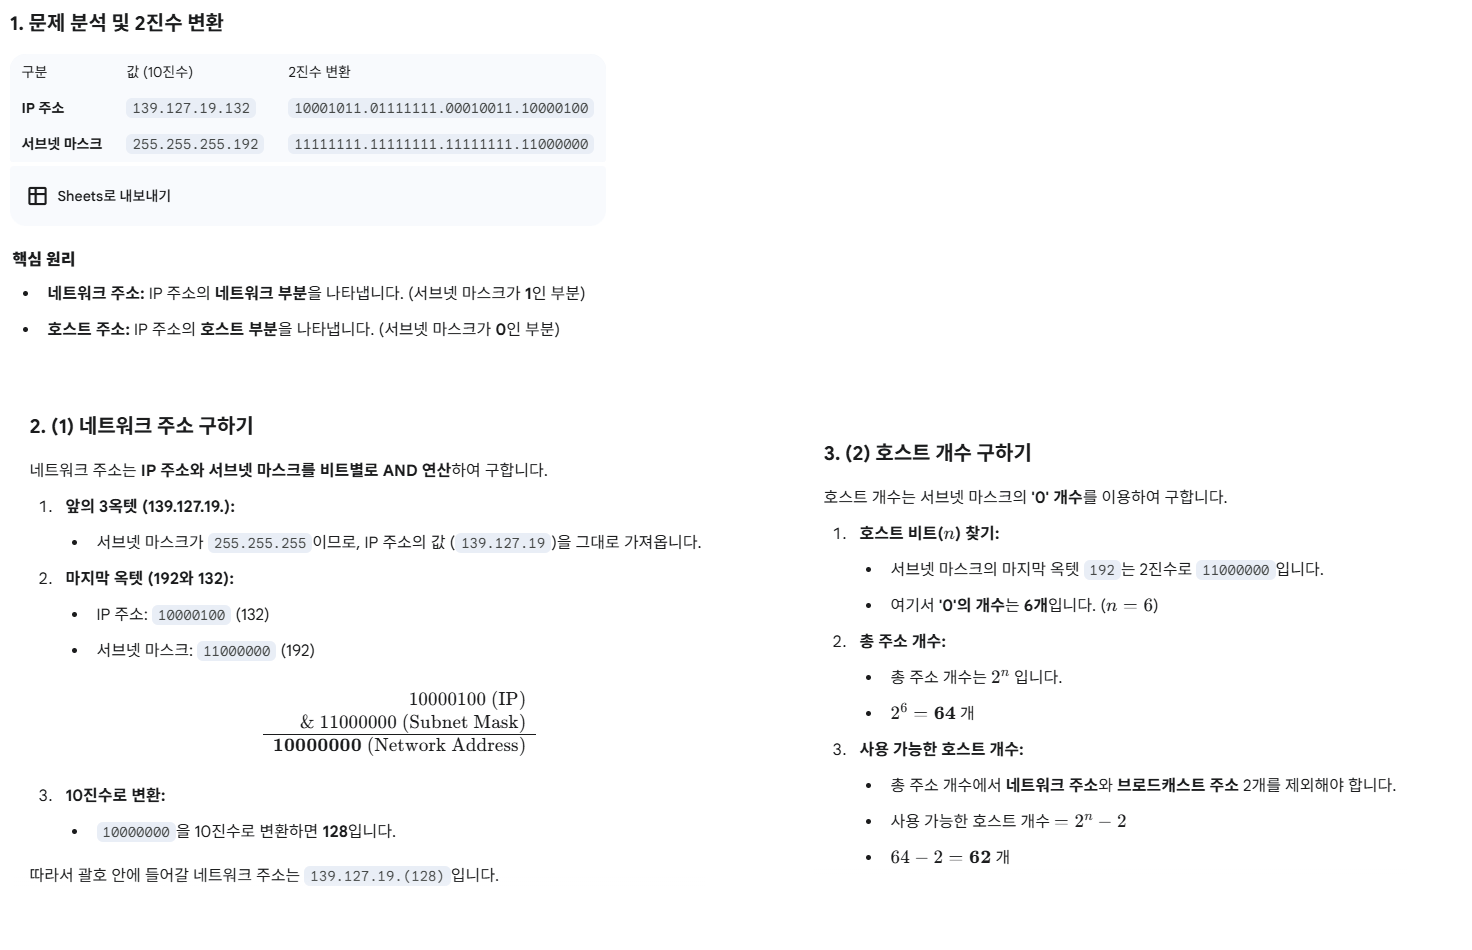 1. 문제 분석 및 2진수 변환
구분 값 (10진수) 2진수 변환
IP 주소 139.127.19.132 10001011.01111111.00010011.10000100
서브넷 마스크 255.255.255.192 11111111.11111111.11111111.11000000
Sheets로 내보내기
핵심 원리
• 네트워크 주소: IP 주소의 네트워크 부분을 나타냅니다. (서브넷 마스크가 1인 부분)
• 호스트 주소: IP 주소의 호스트 부분을 나타냅니다. (서브넷 마스크가 0인 부분)
2. (1) 네트워크 주소 구하기
네트워크 주소는 IP 주소와 서브넷 마스크를 비트별로 AND 연산하여 구합니다.
1. 앞의 3옥텟 (139.127.19.):
• 서브넷 마스크가 255.255.255이므로, IP 주소의 값 (139.127.19)을 그대로 가져옵니다.
2. 마지막 옥텟 (192와 132):
• IP 주소: 10000100 (132)
• 서브넷 마스크: 11000000 (192)
10000100 (IP)
& 11000000 (Subnet Mask)
10000000 (Network Address)
3. 10진수로 변환:
• 10000000을 10진수로 변환하면 128입니다.
따라서 괄호 안에 들어갈 네트워크 주소는 139.127.19.(128)입니다.
3. (2) 호스트 개수 구하기
호스트 개수는 서브넷 마스크의 '0' 개수를 이용하여 구합니다.
1. 호스트 비트(n) 찾기:
• 서브넷 마스크의 마지막 옥텟 192는 2진수로 11000000입니다.
• 여기서 '0'의 개수는 6개입니다. (n = 6)
2. 총 주소 개수:
• 총 주소 개수는 2ⁿ 입니다.
• 2⁶ = 64 개
3. 사용 가능한 호스트 개수:
• 총 주소 개수에서 네트워크 주소와 브로드캐스트 주소 2개를 제외해야 합니다.
• 사용 가능한 호스트 개수 = 2ⁿ − 2
• 64 − 2 = 62 개